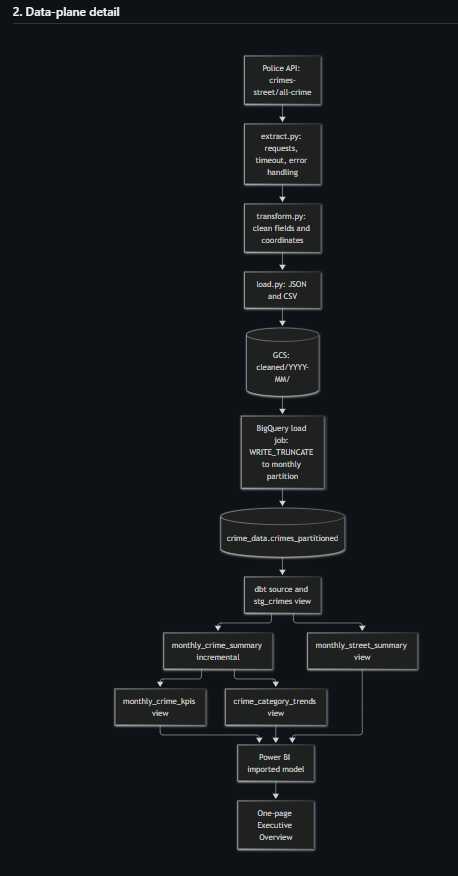 2. Data-plane detail
Police API:
crimes-
street/all-crime
extract.py:
requests,
timeout, error
handling
transform.py:
clean fields and
coordinates
load.py: JSON
and CSV
GCS:
cleaned/YYYY-
MM/
BigQuery load
job:
WRITE_TRUNCATE
to monthly
partition
crime_data.crimes_partitioned
dbt source and
stg_crimes view
monthly_crime_summary
incremental
monthly_street_summary
view
monthly_crime_kpis
view
crime_category_trends
view
Power BI
imported model
One-page
Executive
Overview